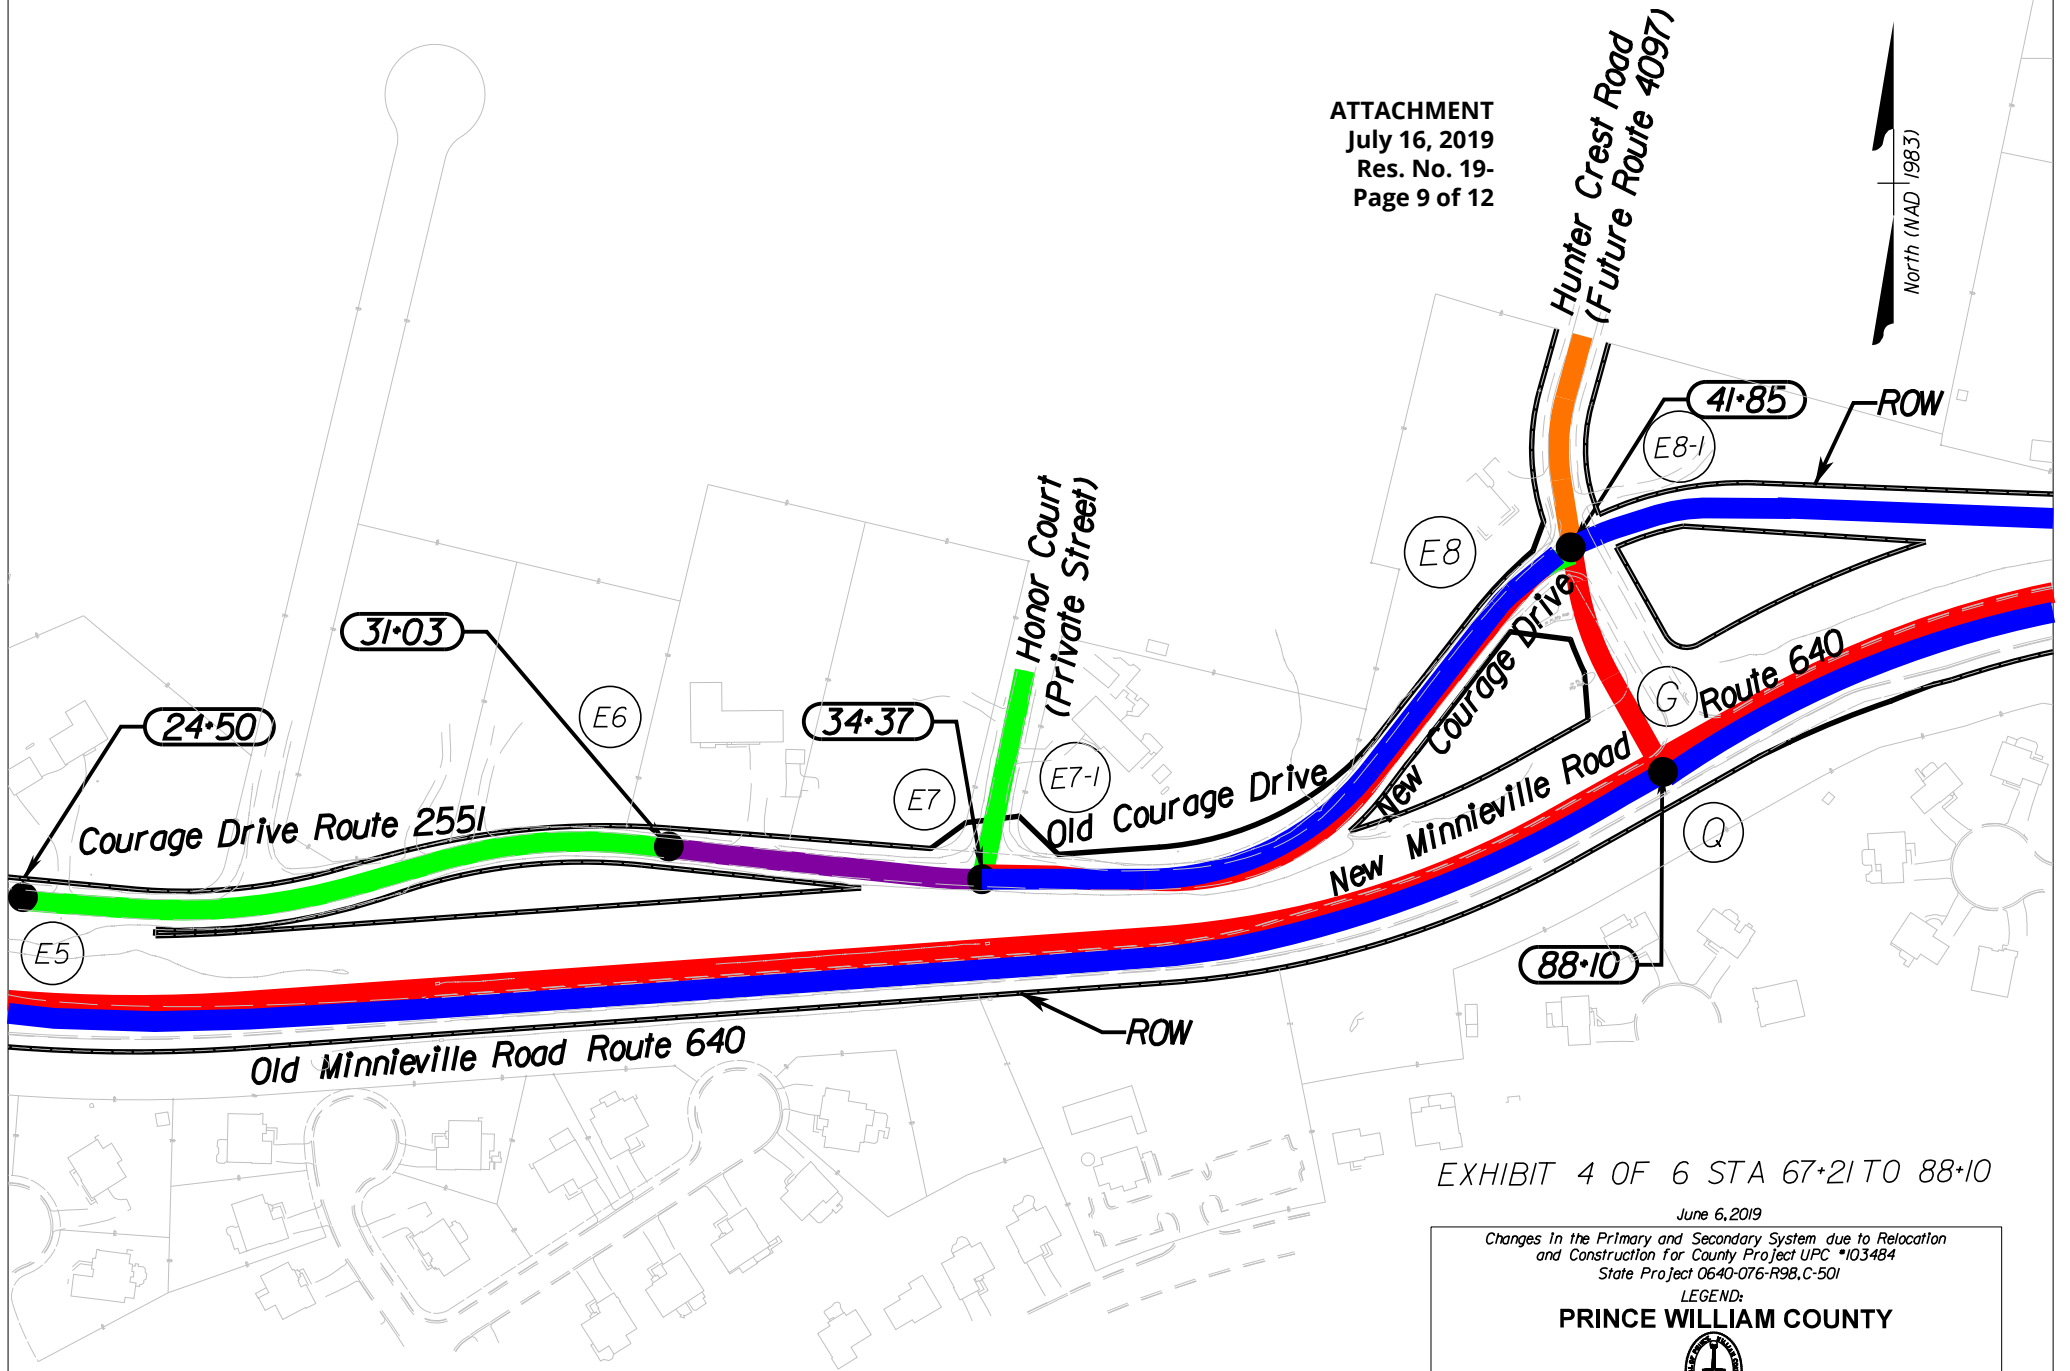 ATTACHMENT
July 16, 2019
Res. No. 19-
Page 9 of 12
Hunter Crest Road
(Future Route 4097)
North (NAD 1983)
41+85
ROW
E8-1
E8
Honor Court
(Private Street)
31+03
E6
24+50
34+37
E7
E7-1
Courage Drive Route 2551
Old Courage Drive
New Courage Drive
G
Route 640
New Minnieville Road
Q
E5
88+10
ROW
Old Minnieville Road Route 640
EXHIBIT 4 OF 6 STA 67+21 TO 88+10
June 6, 2019
Changes in the Primary and Secondary System due to Relocation
and Construction for County Project UPC #103484
State Project 0640-076-R98, C-501
LEGEND:
PRINCE WILLIAM COUNTY